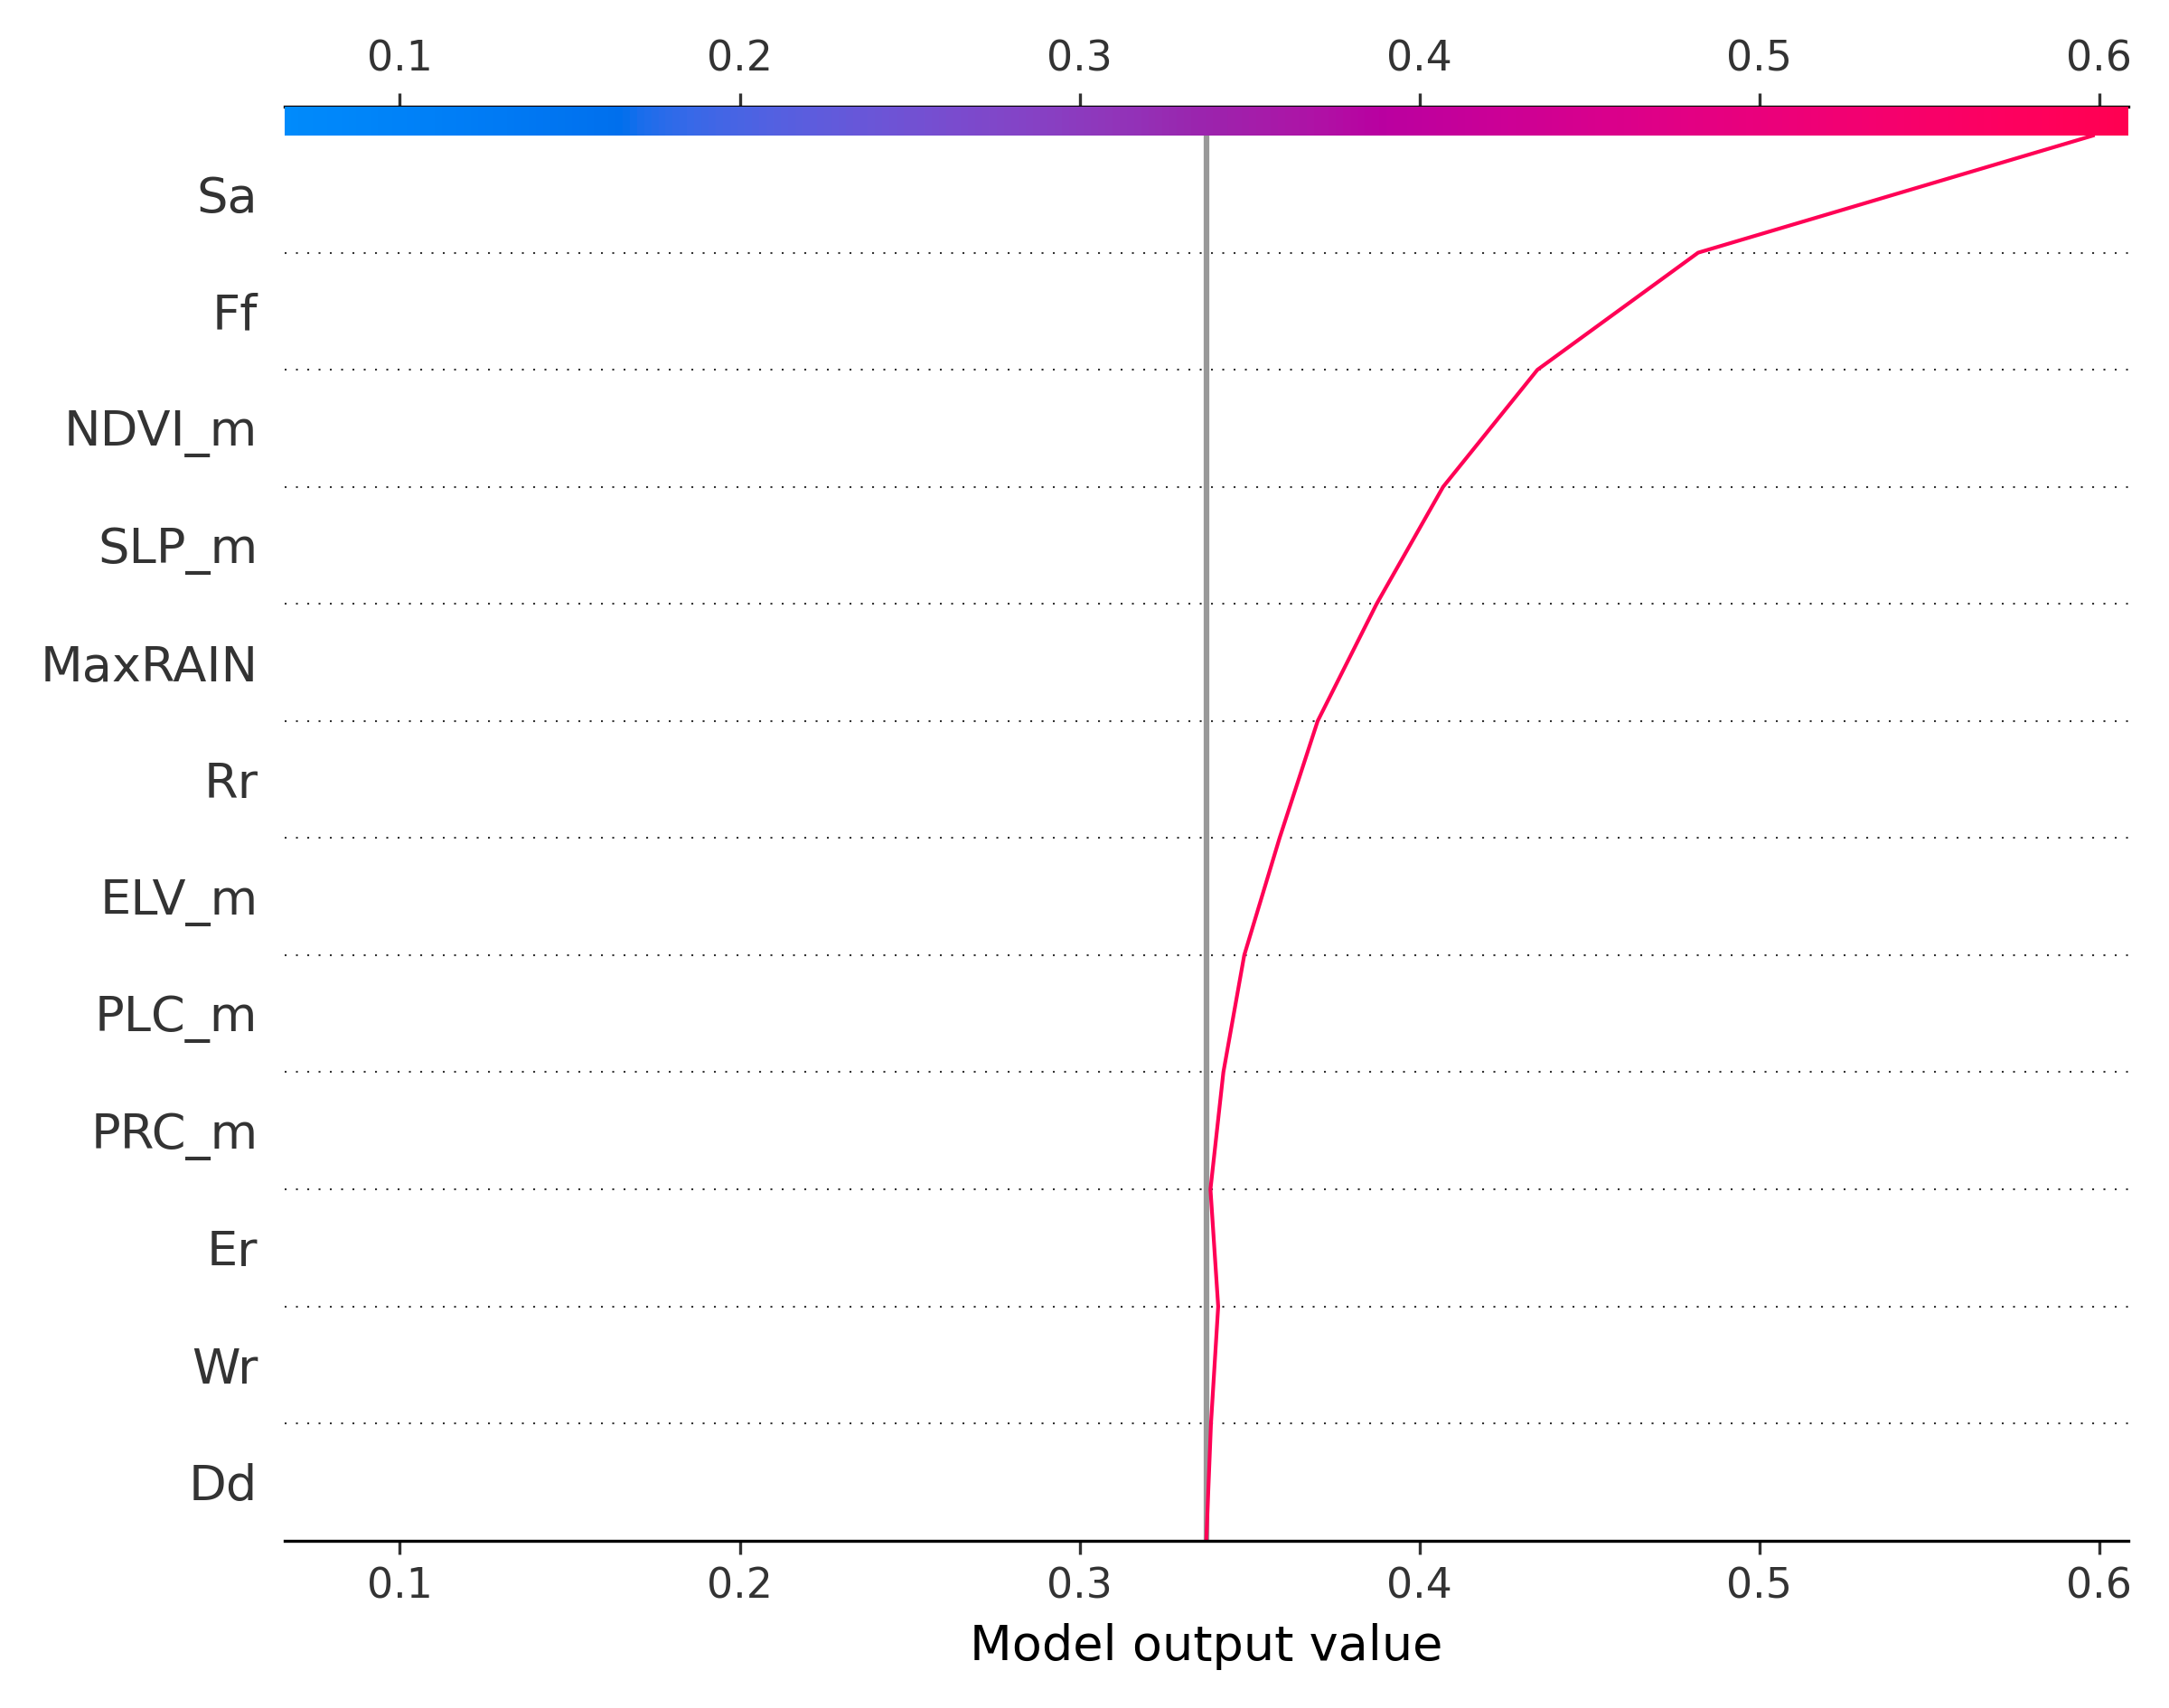 0.1 0.2 0.3 0.4 0.5 0.6
Sa
Ff
NDVI_m
SLP_m
MaxRAIN
Rr
ELV_m
PLC_m
PRC_m
Er
Wr
Dd
0.1 0.2 0.3 0.4 0.5 0.6
Model output value